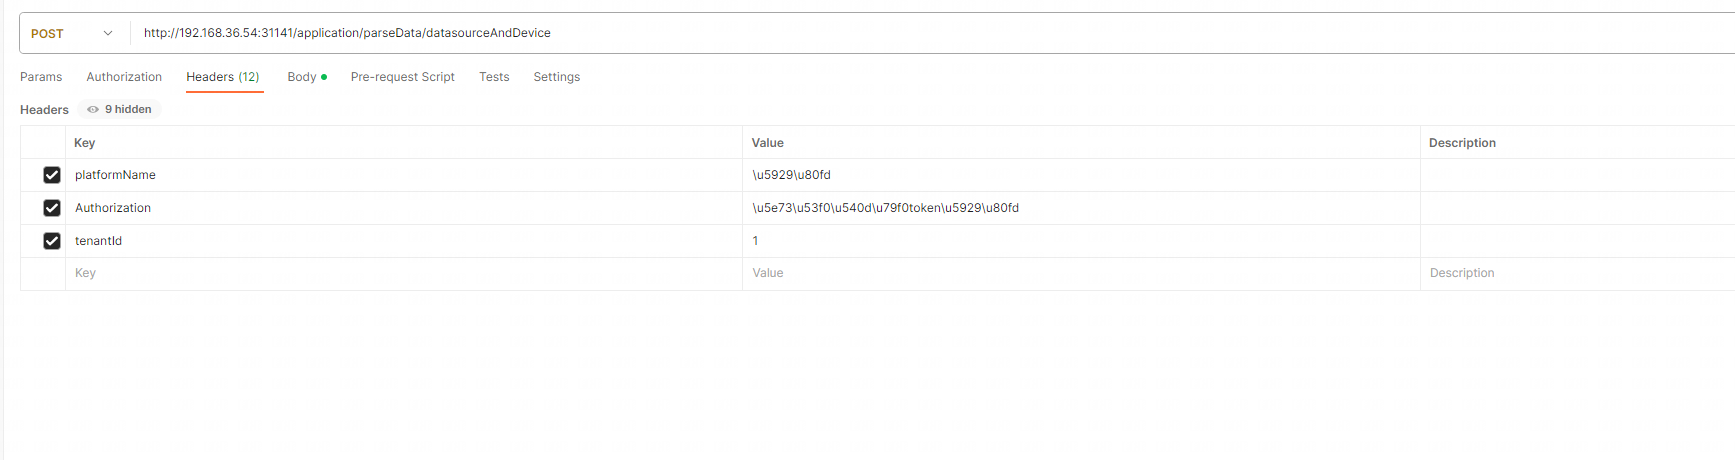 POST http://192.168.36.54:31141/application/parseData/datasourceAndDevice
Params Authorization Headers (12) Body Pre-request Script Tests Settings
Headers 9 hidden
Key Value Description
platformName \u5929\u80fd
Authorization \u5e73\u53f0\u540d\u79f0token\u5929\u80fd
tenantId 1
Key Value Description